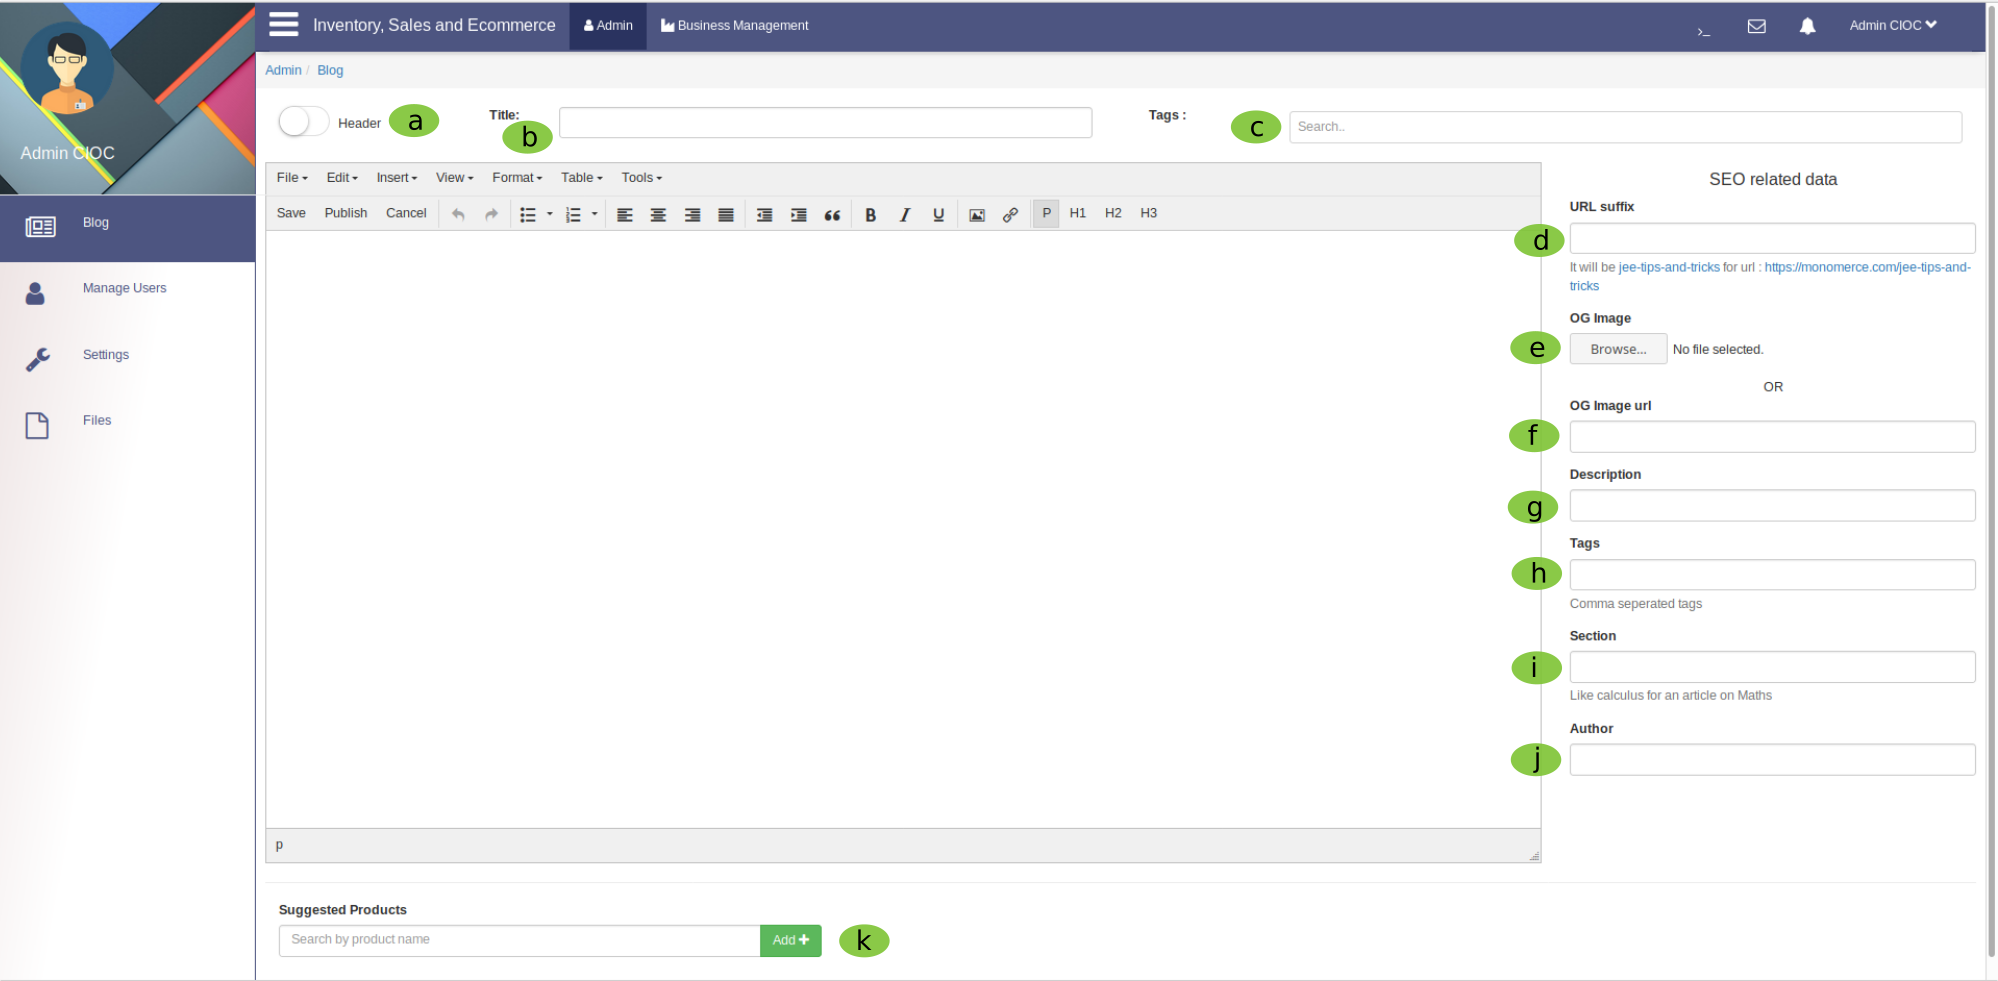 Inventory, Sales and Ecommerce Admin Business Management >_ Admin CIOC
Admin / Blog
Header a Title: b Tags : c Search..
Admin CIOC
Blog
Manage Users
Settings
Files
File Edit Insert View Format Table Tools
Save Publish Cancel B I U P H1 H2 H3
p
SEO related data
URL suffix
d
It will be jee-tips-and-tricks for url : https://monomerce.com/jee-tips-and-
tricks
OG Image
e Browse... No file selected.
OR
OG Image url
f
Description
g
Tags
h
Comma seperated tags
Section
i
Like calculus for an article on Maths
Author
j
Suggested Products
Search by product name Add k